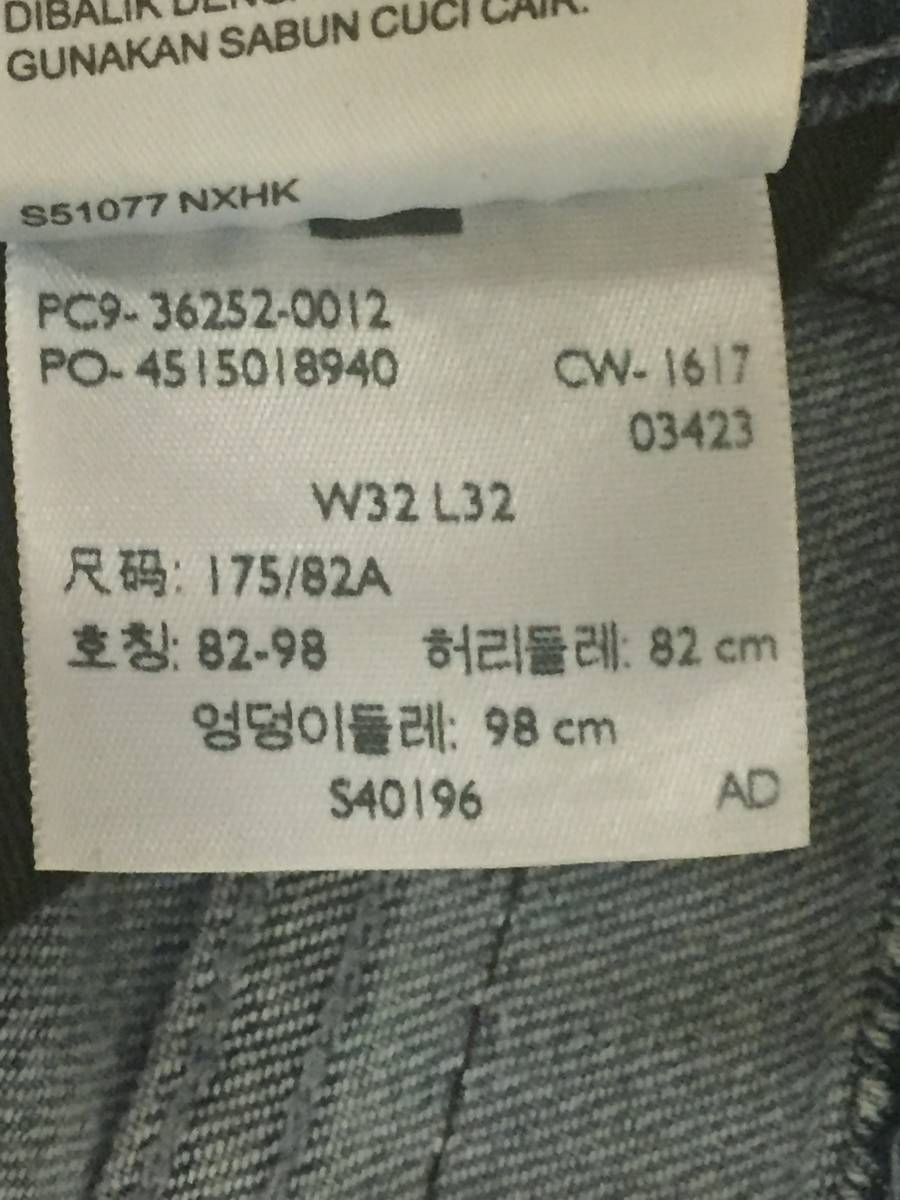 DIBALIK
GUNAKAN SABUN CUCI CAIR.
S51077 NXHK
PC9- 36252-0012
PO- 4515018940 CW- 1617
03423
W32 L32
尺码: 175/82A
호칭: 82-98 허리둘레: 82 cm
엉덩이둘레: 98 cm
S40196 AD